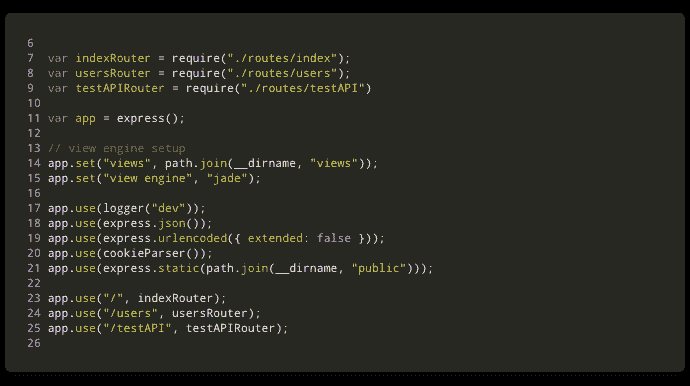 6
7 var indexRouter = require("./routes/index");
8 var usersRouter = require("./routes/users");
9 var testAPIRouter = require("./routes/testAPI")
10
11 var app = express();
12
13 // view engine setup
14 app.set("views", path.join(__dirname, "views"));
15 app.set("view engine", "jade");
16
17 app.use(logger("dev"));
18 app.use(express.json());
19 app.use(express.urlencoded({ extended: false }));
20 app.use(cookieParser());
21 app.use(express.static(path.join(__dirname, "public")));
22
23 app.use("/", indexRouter);
24 app.use("/users", usersRouter);
25 app.use("/testAPI", testAPIRouter);
26